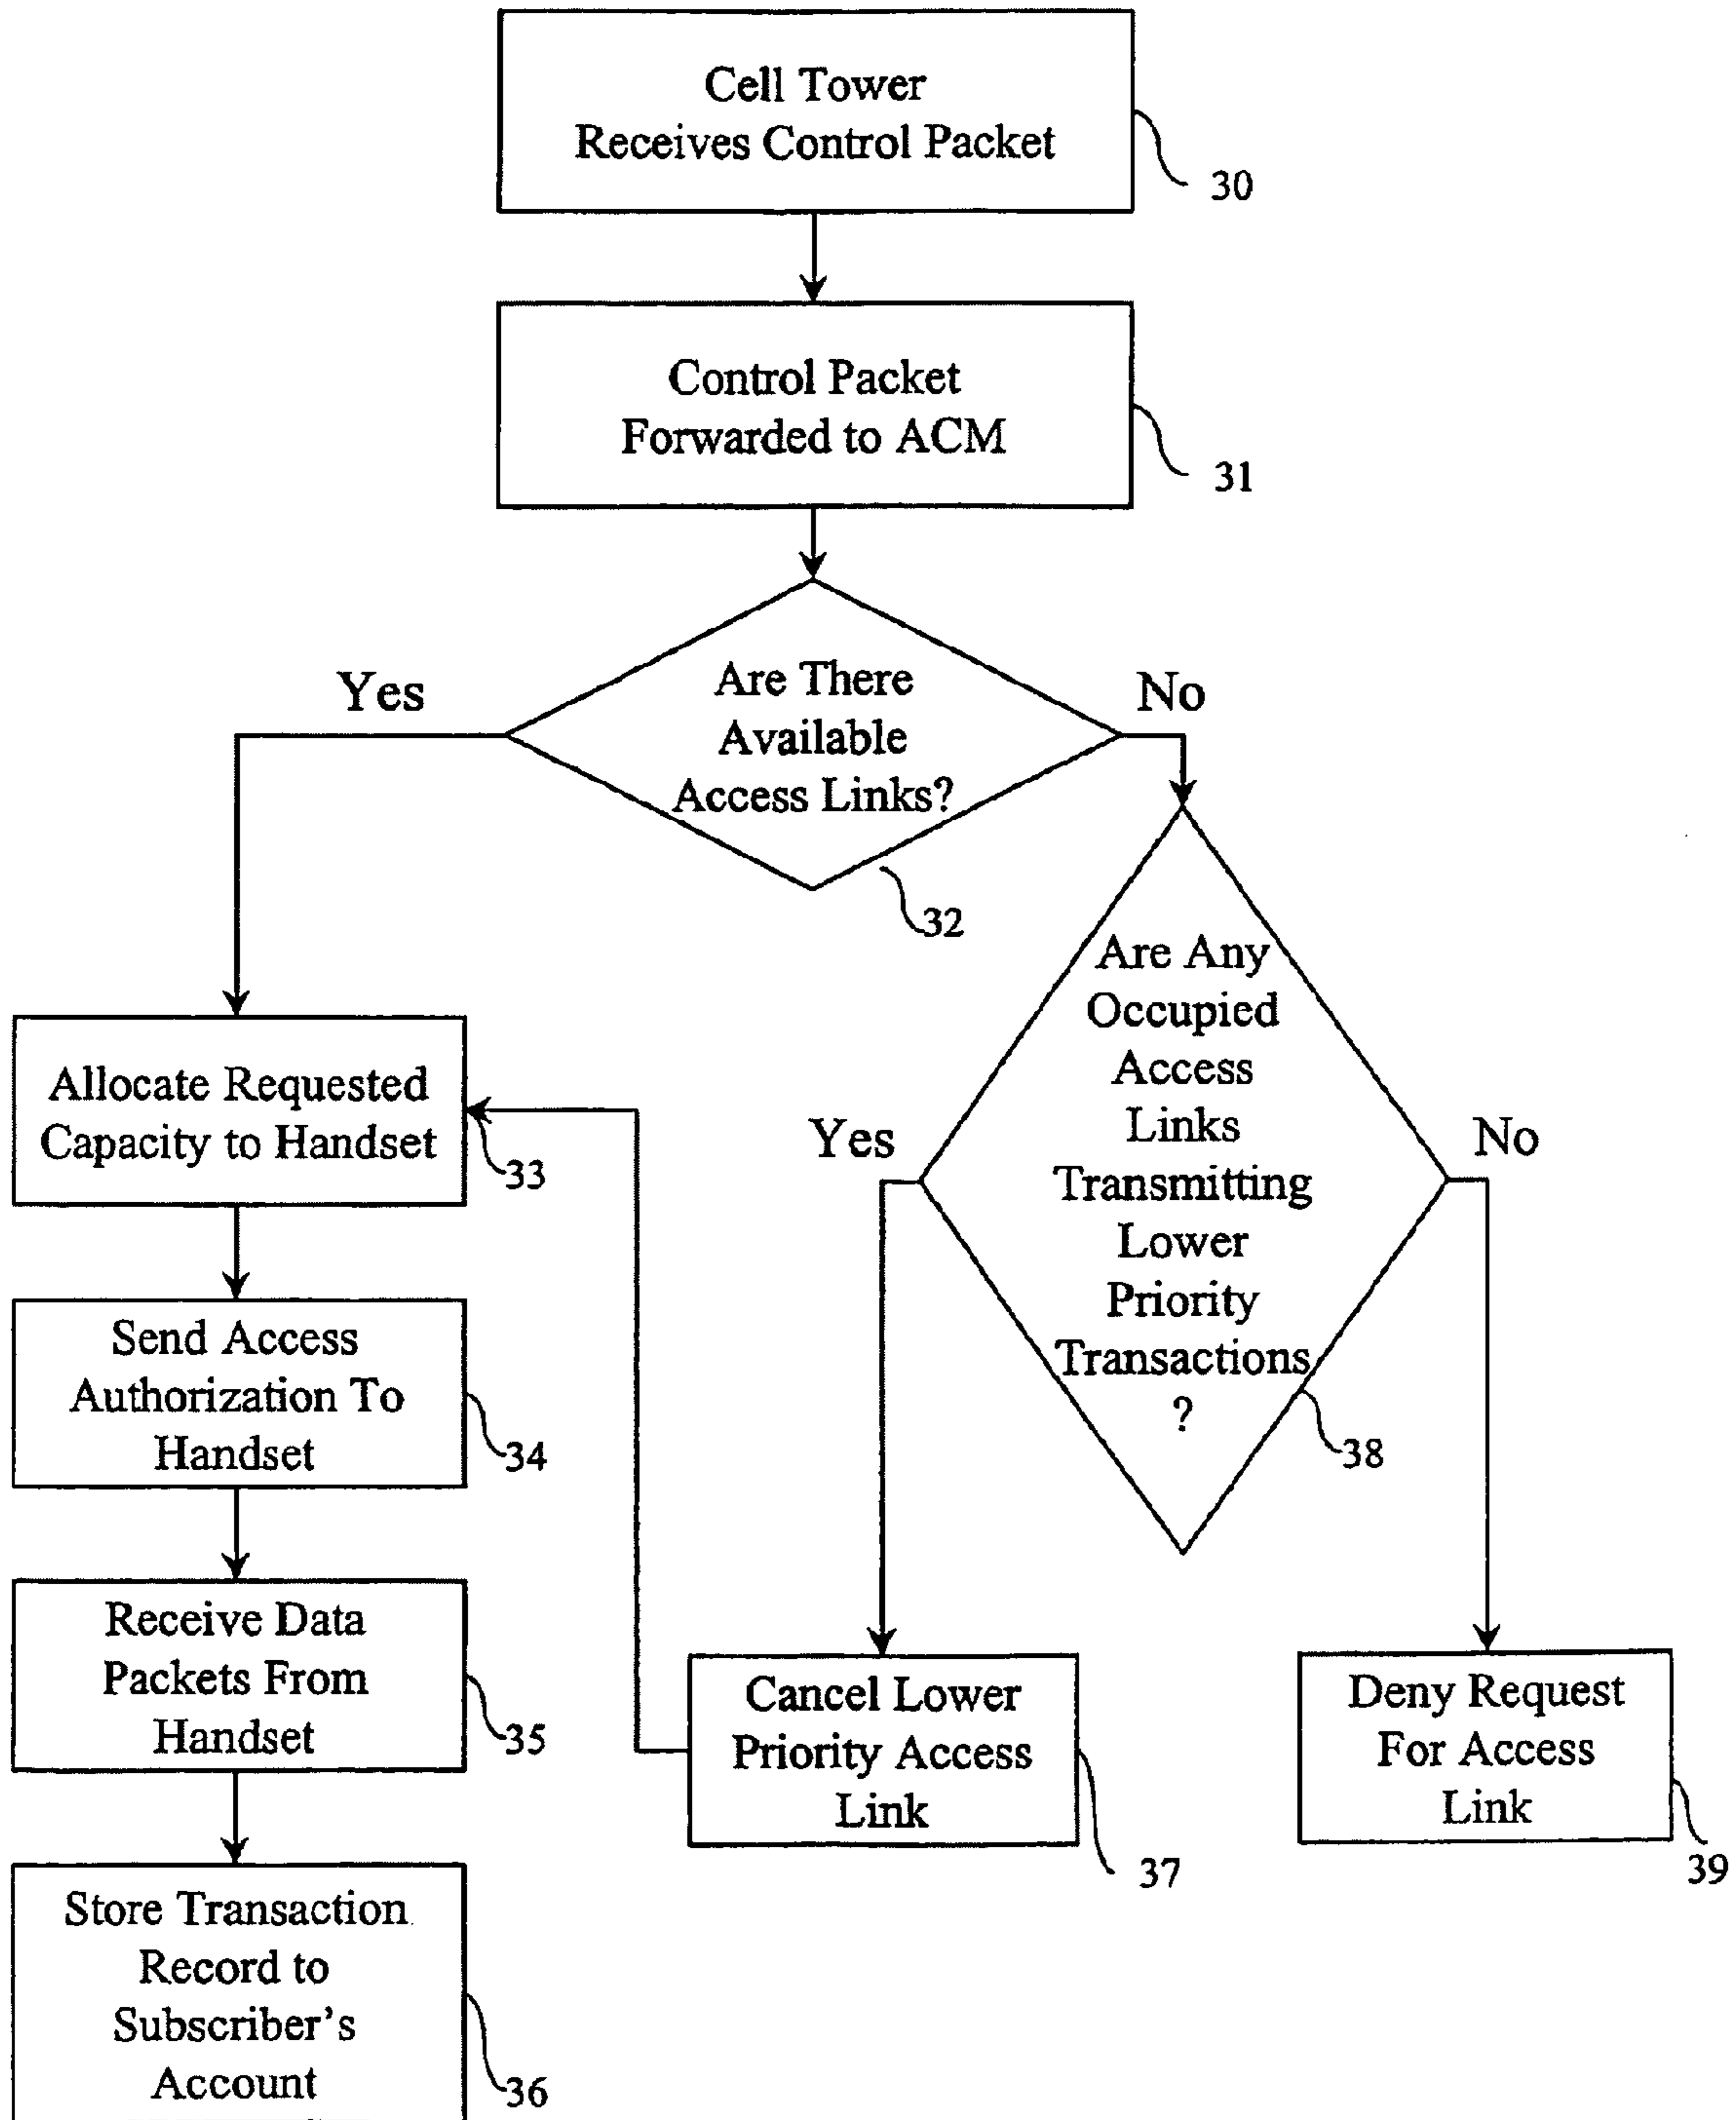 Cell Tower
Receives Control Packet
30
Control Packet
Forwarded to ACM
31
Are There
Available
Access Links?
Yes
No
32
Are Any
Occupied
Access
Links
Transmitting
Lower
Priority
Transactions
?
Yes
No
38
Allocate Requested
Capacity to Handset
33
Send Access
Authorization To
Handset
34
Receive Data
Packets From
Handset
35
Store Transaction
Record to
Subscriber's
Account
36
Cancel Lower
Priority Access
Link
37
Deny Request
For Access
Link
39